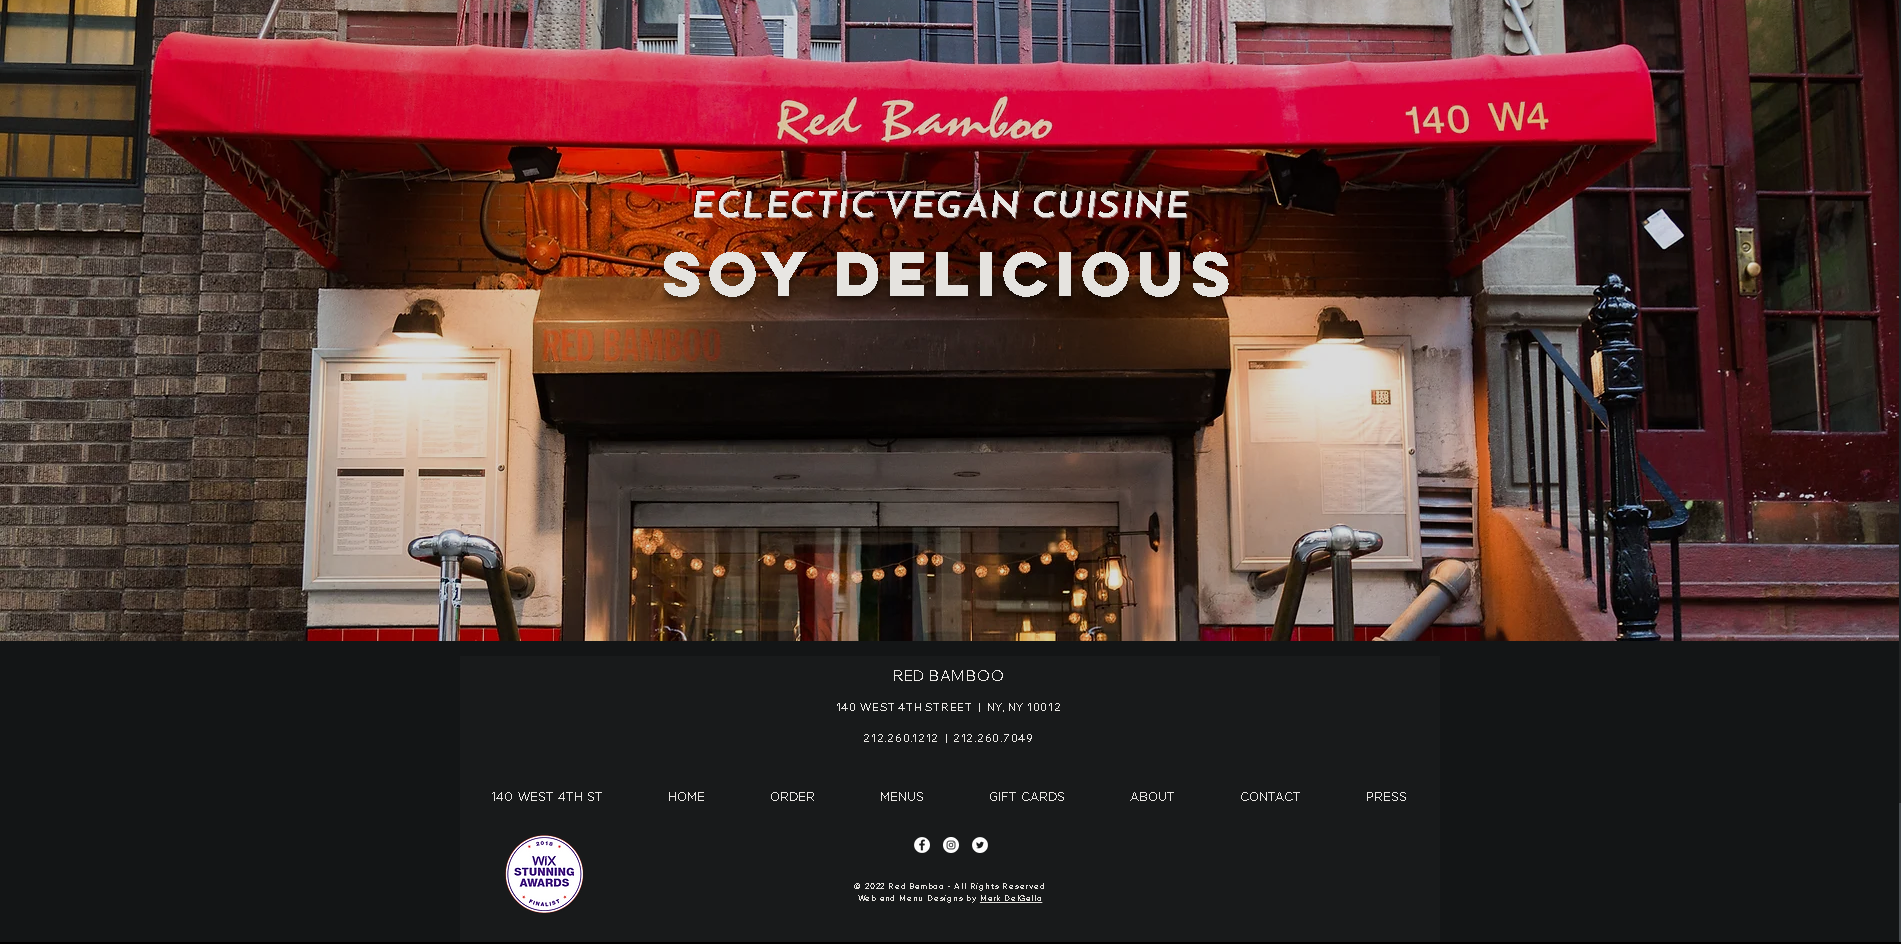 Red Bamboo
140 W4
ECLECTIC VEGAN CUISINE
SOY DELICIOUS
RED BAMBOO
RED BAMBOO
140 WEST 4TH STREET | NY, NY 10012
212.260.1212 | 212.260.7049
140 WEST 4TH ST HOME ORDER MENUS GIFT CARDS ABOUT CONTACT PRESS
2018
WIX
STUNNING
AWARDS
FINALIST
© 2022 Red Bamboo - All Rights Reserved
Web and Menu Designs by Mark DeKGalla